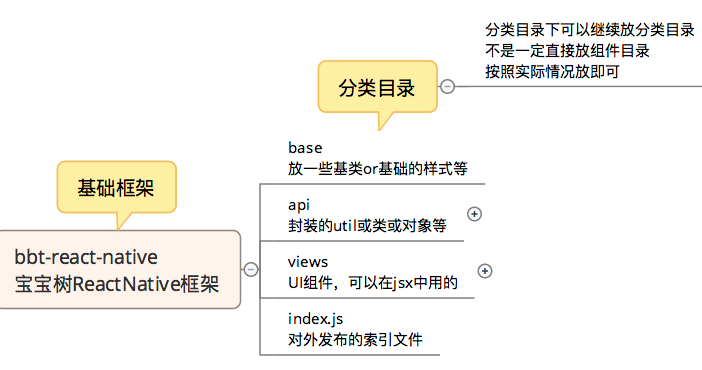 分类目录下可以继续放分类目录
不是一定直接放组件目录
按照实际情况放即可
分类目录
base
放一些基类or基础的样式等
基础框架
api
封装的util或类或对象等
bbt-react-native
宝宝树ReactNative框架
views
UI组件，可以在jsx中用的
index.js
对外发布的索引文件